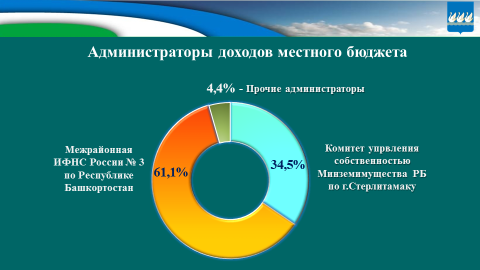 Администраторы доходов местного бюджета
4,4% - Прочие администраторы
Межрайонная
ИФНС России № 3
по Республике
Башкортостан
61,1%
34,5%
Комитет упрвления
собственностью
Минземимущества РБ
по г.Стерлитамаку